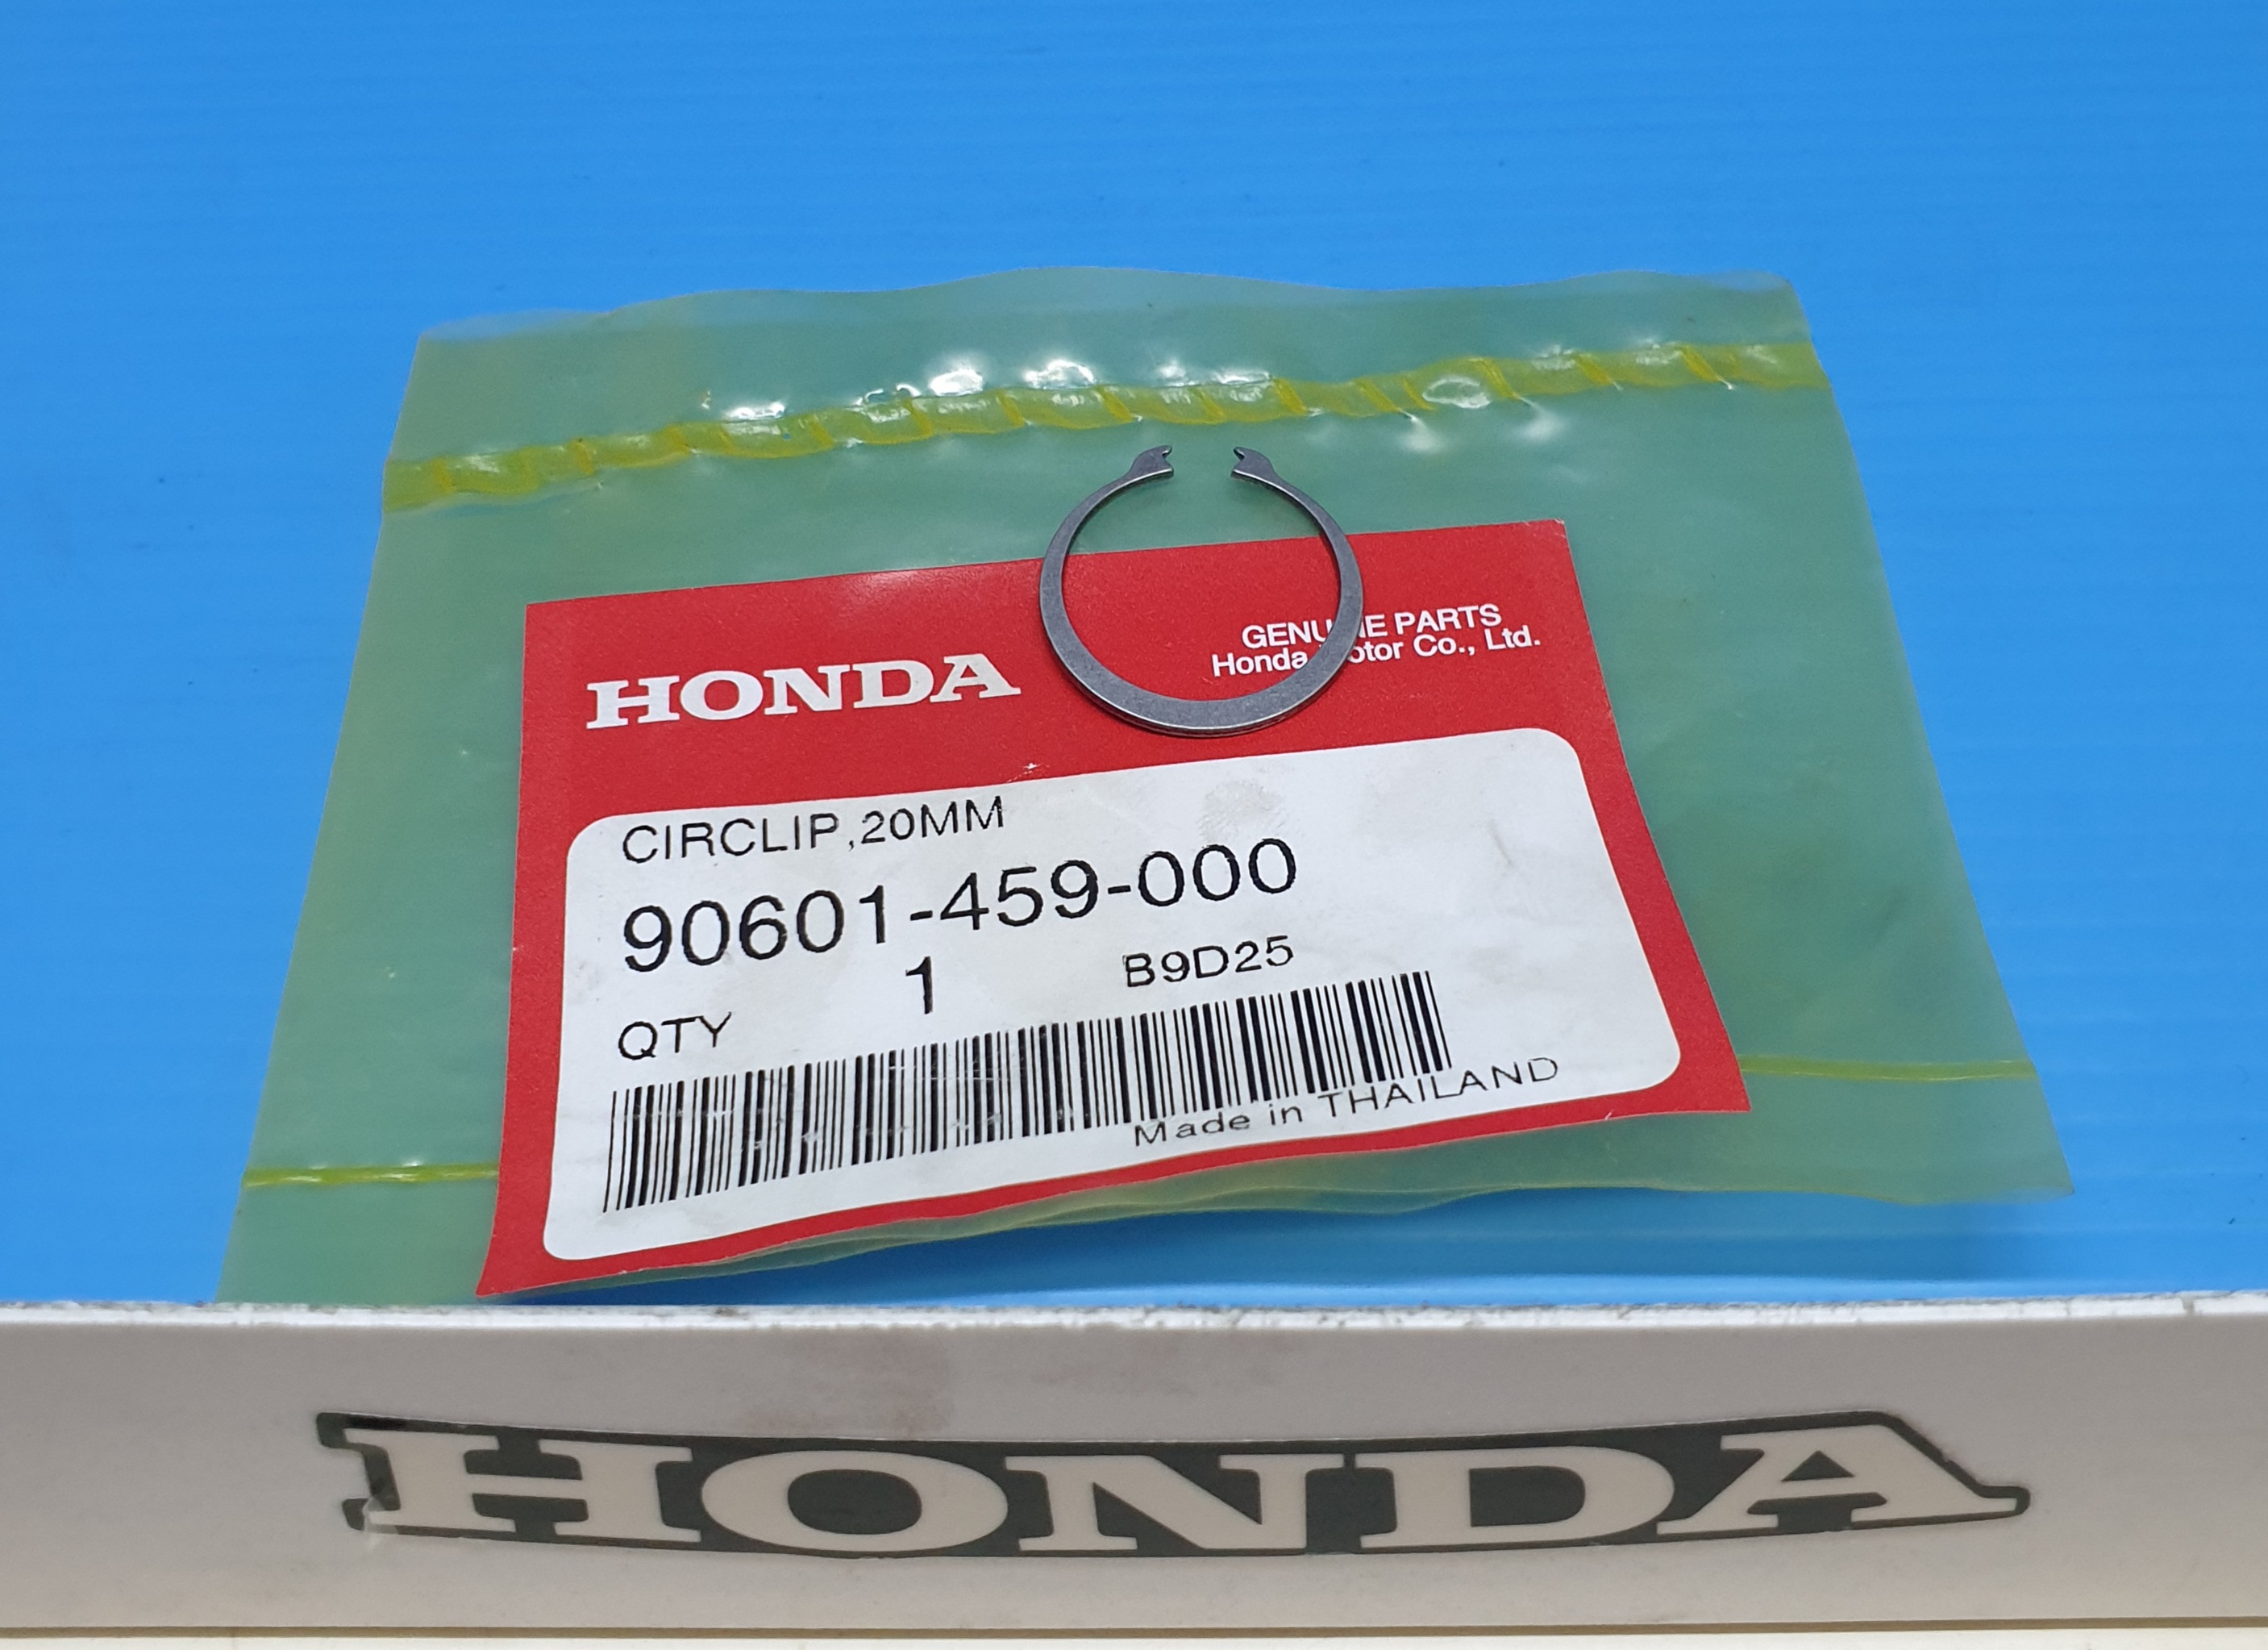 HONDA
GENUINE PARTS
Honda Motor Co., Ltd.
CIRCLIP,20MM
90601-459-000
1 B9D25
QTY
Made in THAILAND
HONDA